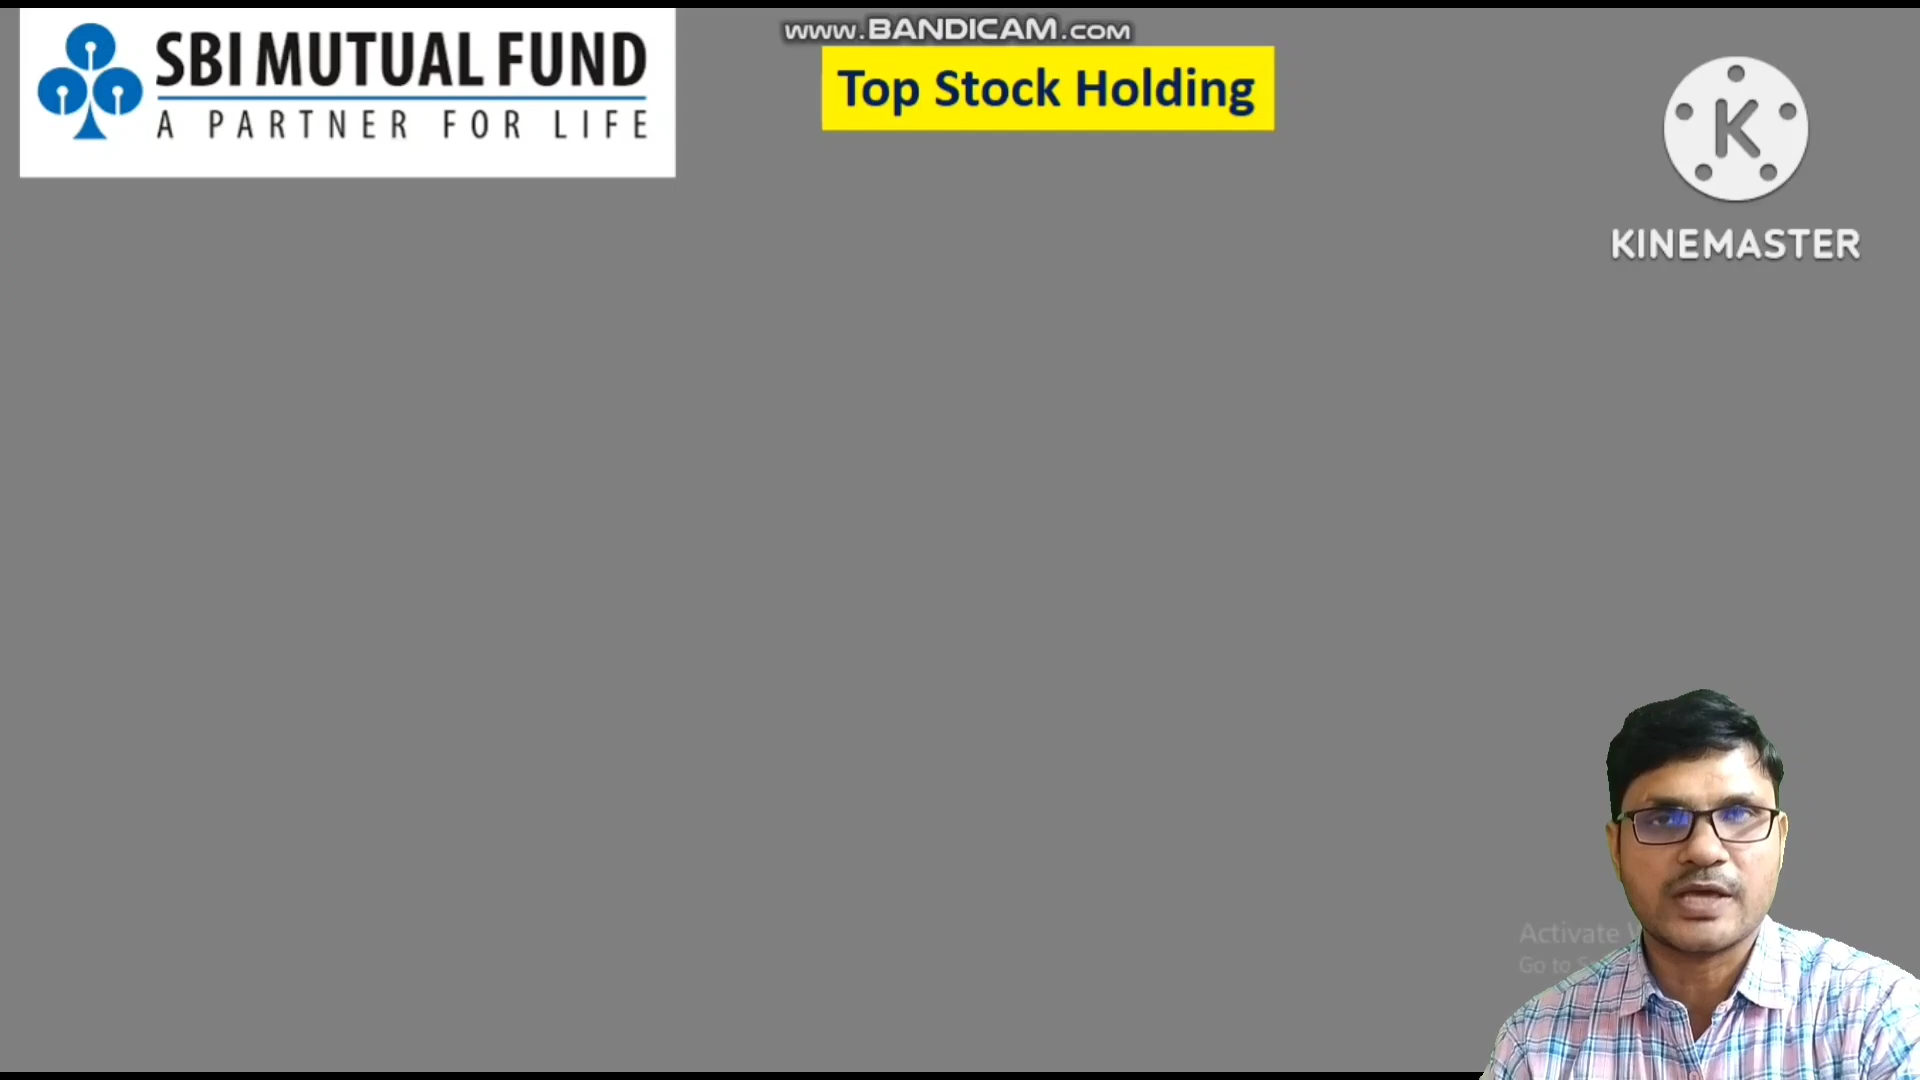 www.BANDICAM.com
SBI MUTUAL FUND
A PARTNER FOR LIFE
Top Stock Holding
K
KINEMASTER
Activate
Go to